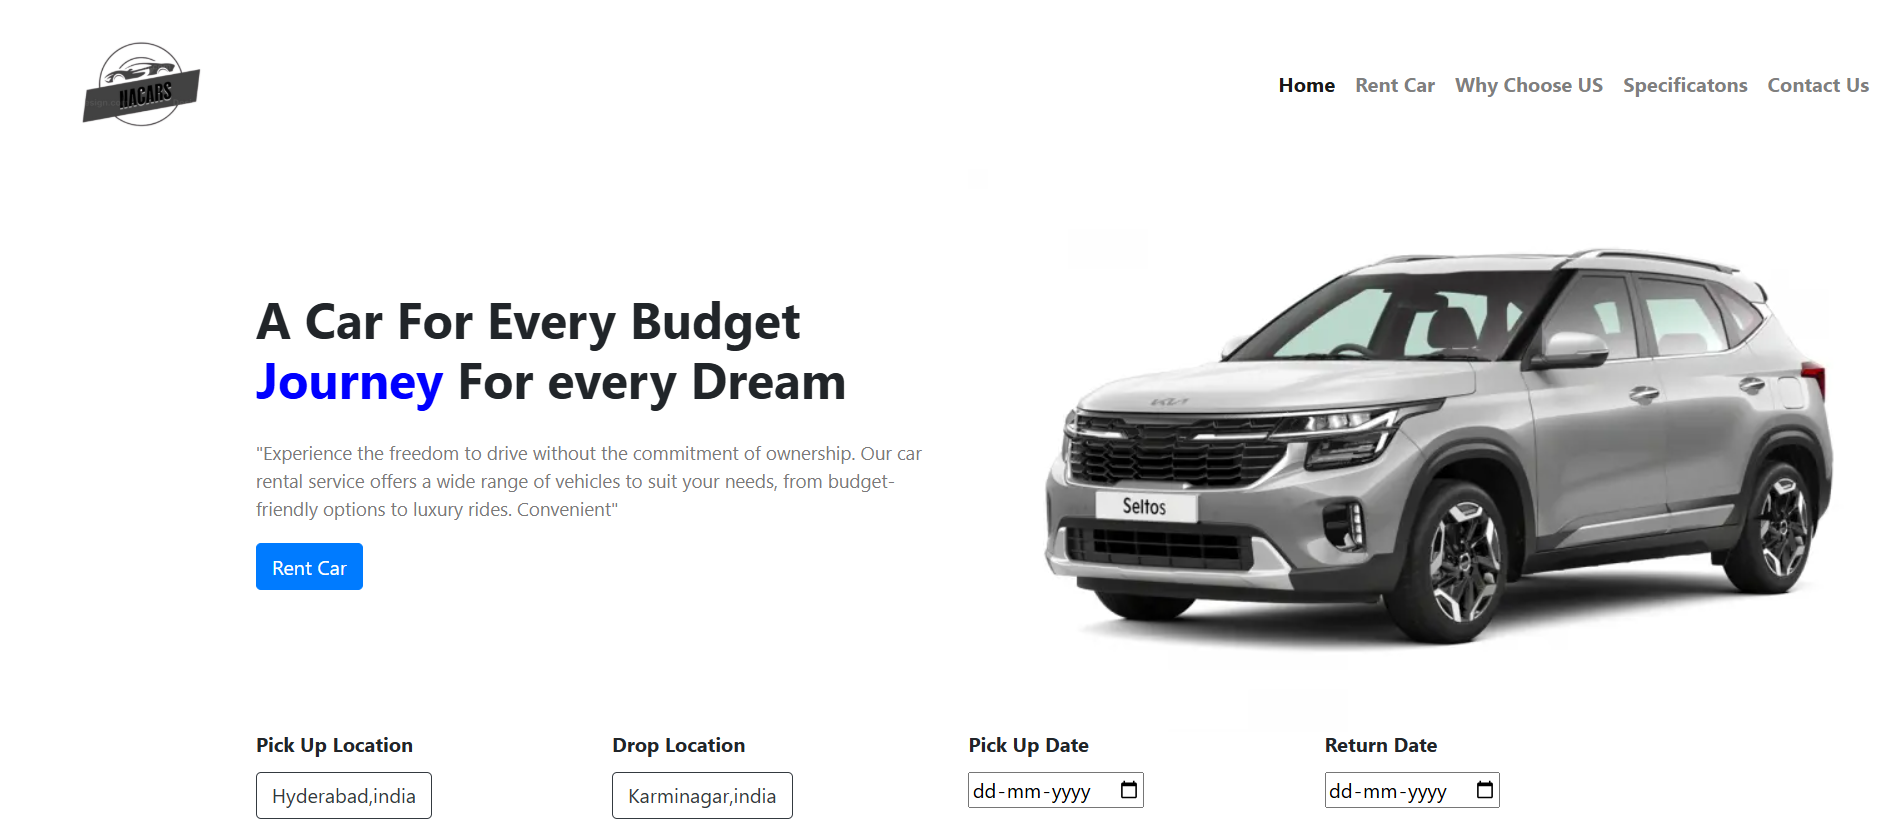 HACARS
Home Rent Car Why Choose US Specificatons Contact Us
A Car For Every Budget
Journey For every Dream
"Experience the freedom to drive without the commitment of ownership. Our car
rental service offers a wide range of vehicles to suit your needs, from budget-
friendly options to luxury rides. Convenient"
Rent Car
KIA
Seltos
Pick Up Location Drop Location Pick Up Date Return Date
Hyderabad,india Karminagar,india dd-mm-yyyy dd-mm-yyyy